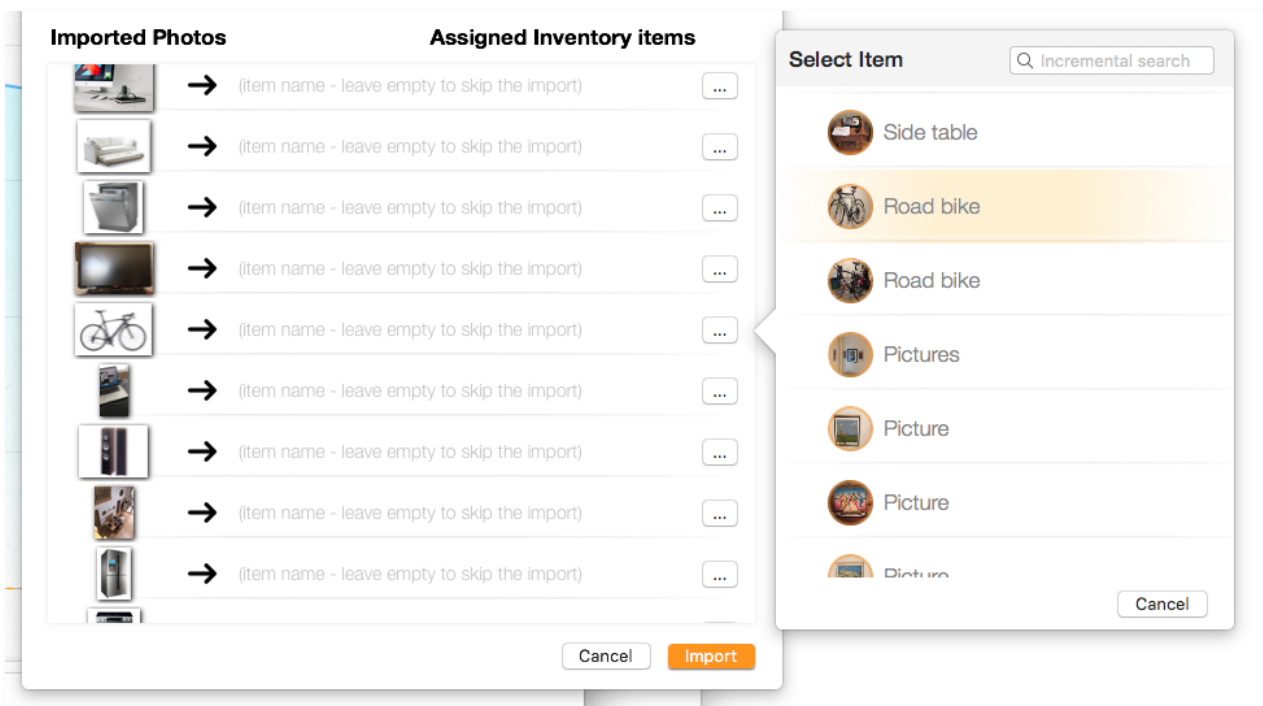 Imported Photos
Assigned Inventory items
(item name - leave empty to skip the import)
...
(item name - leave empty to skip the import)
...
(item name - leave empty to skip the import)
...
(item name - leave empty to skip the import)
...
(item name - leave empty to skip the import)
...
(item name - leave empty to skip the import)
...
(item name - leave empty to skip the import)
...
(item name - leave empty to skip the import)
...
(item name - leave empty to skip the import)
...
Cancel
Import
Select Item
Incremental search
Side table
Road bike
Road bike
Pictures
Picture
Picture
Picture
Cancel